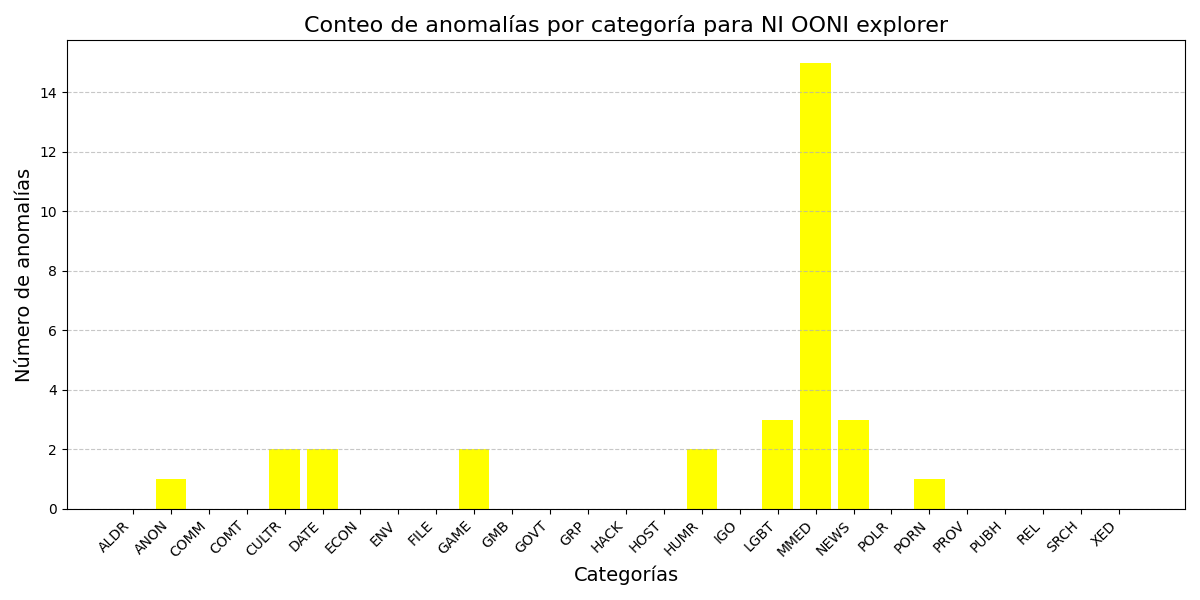 Conteo de anomalías por categoría para NI OONI explorer
Número de anomalías
14
12
10
8
6
4
2
0
ALDR
ANON
COMM
COMT
CULTR
DATE
ECON
ENV
FILE
GAME
GMB
GOVT
GRP
HACK
HOST
HUMR
IGO
LGBT
MMED
NEWS
POLR
PORN
PROV
PUBH
REL
SRCH
XED
Categorías